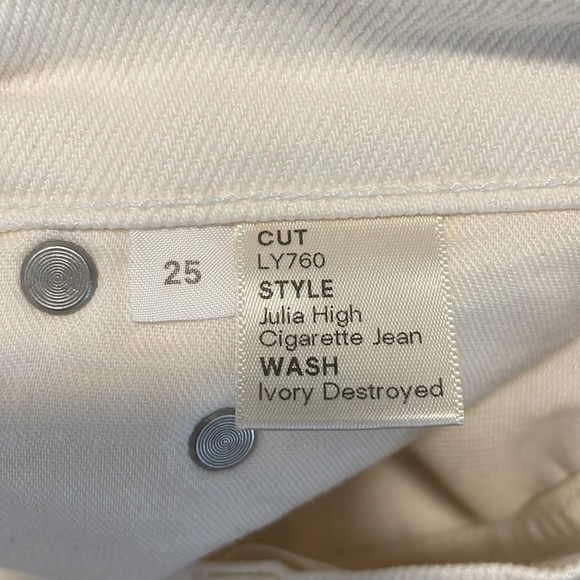 25
CUT
LY760
STYLE
Julia High
Cigarette Jean
WASH
Ivory Destroyed